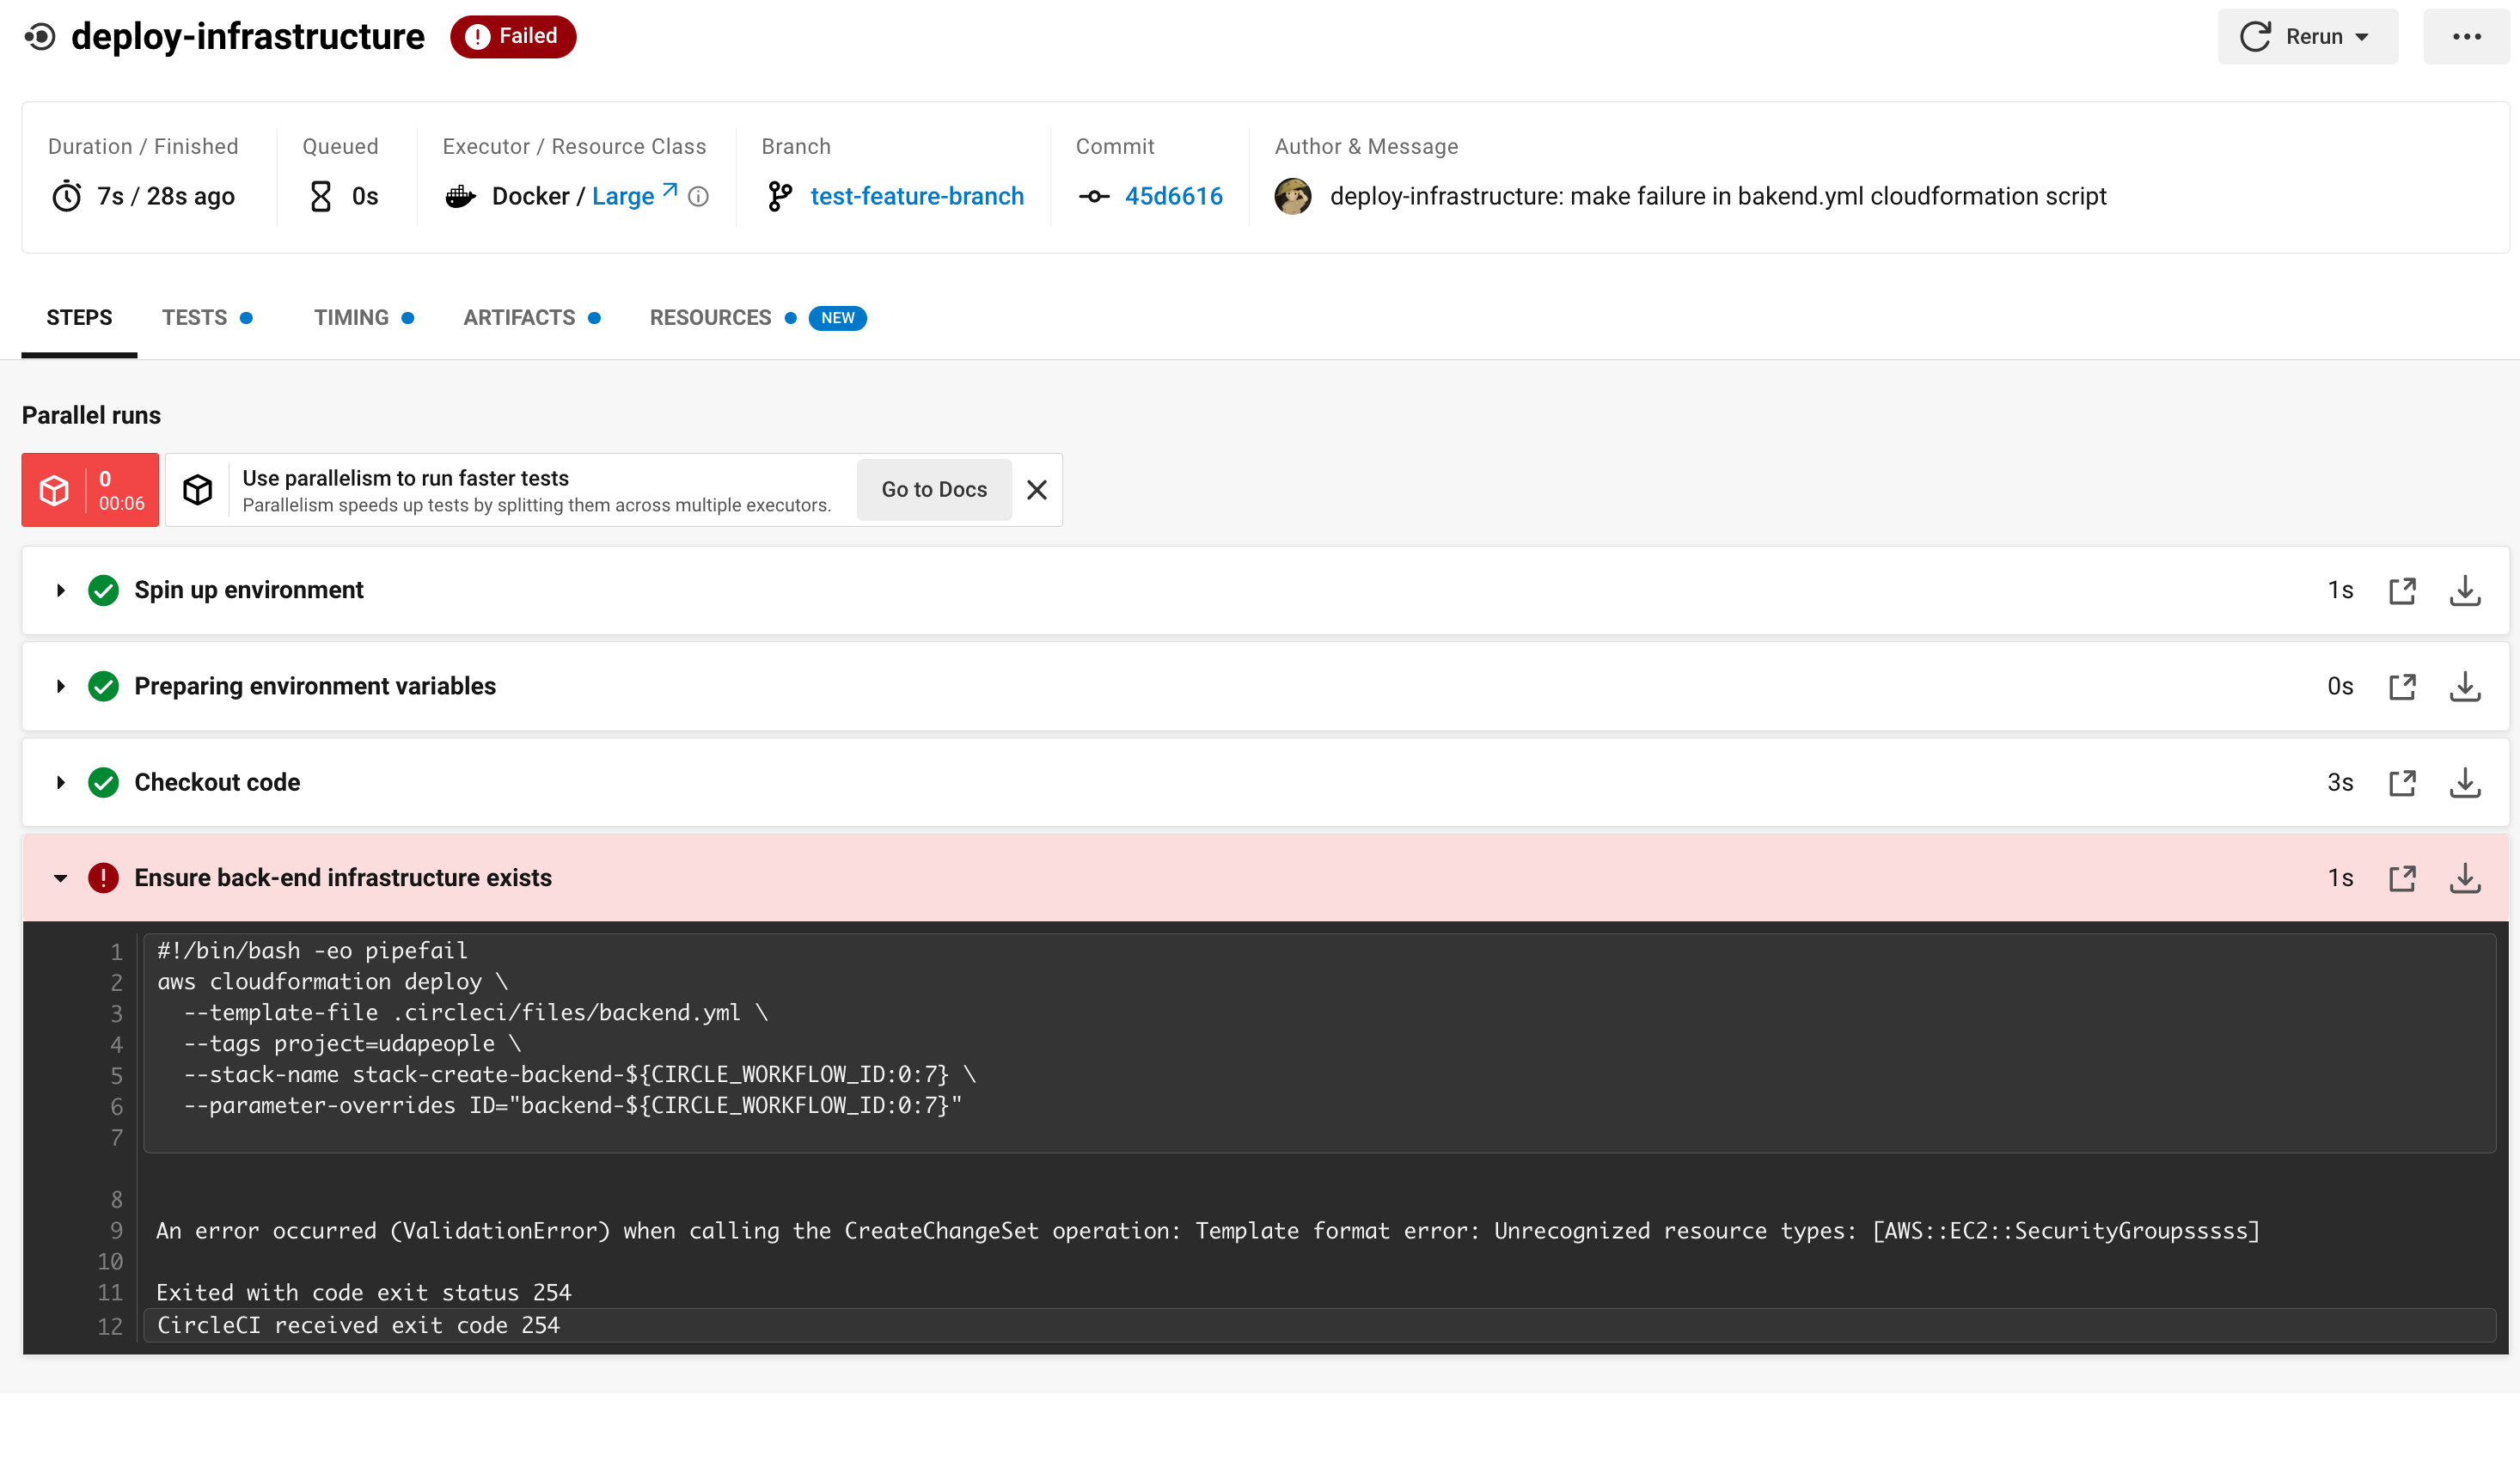 deploy-infrastructure
Failed
Rerun
Duration / Finished
7s / 28s ago
Queued
0s
Executor / Resource Class
Docker / Large
Branch
test-feature-branch
Commit
45d6616
Author & Message
deploy-infrastructure: make failure in bakend.yml cloudformation script
STEPS TESTS TIMING ARTIFACTS RESOURCES NEW
Parallel runs
0
00:06
Use parallelism to run faster tests
Parallelism speeds up tests by splitting them across multiple executors.
Go to Docs
Spin up environment 1s
Preparing environment variables 0s
Checkout code 3s
Ensure back-end infrastructure exists 1s
1 #!/bin/bash -eo pipefail
2 aws cloudformation deploy \
3   --template-file .circleci/files/backend.yml \
4   --tags project=udapeople \
5   --stack-name stack-create-backend-${CIRCLE_WORKFLOW_ID:0:7} \
6   --parameter-overrides ID="backend-${CIRCLE_WORKFLOW_ID:0:7}"
7
8
9 An error occurred (ValidationError) when calling the CreateChangeSet operation: Template format error: Unrecognized resource types: [AWS::EC2::SecurityGroupsssss]
10
11 Exited with code exit status 254
12 CircleCI received exit code 254